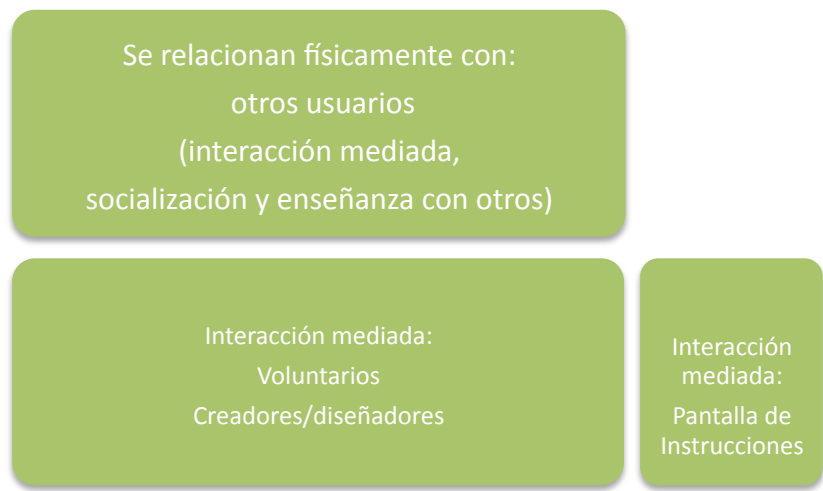 Se relacionan físicamente con:
otros usuarios
(interacción mediada,
socialización y enseñanza con otros)
Interacción mediada:
Voluntarios
Creadores/diseñadores
Interacción
mediada:
Pantalla de
Instrucciones